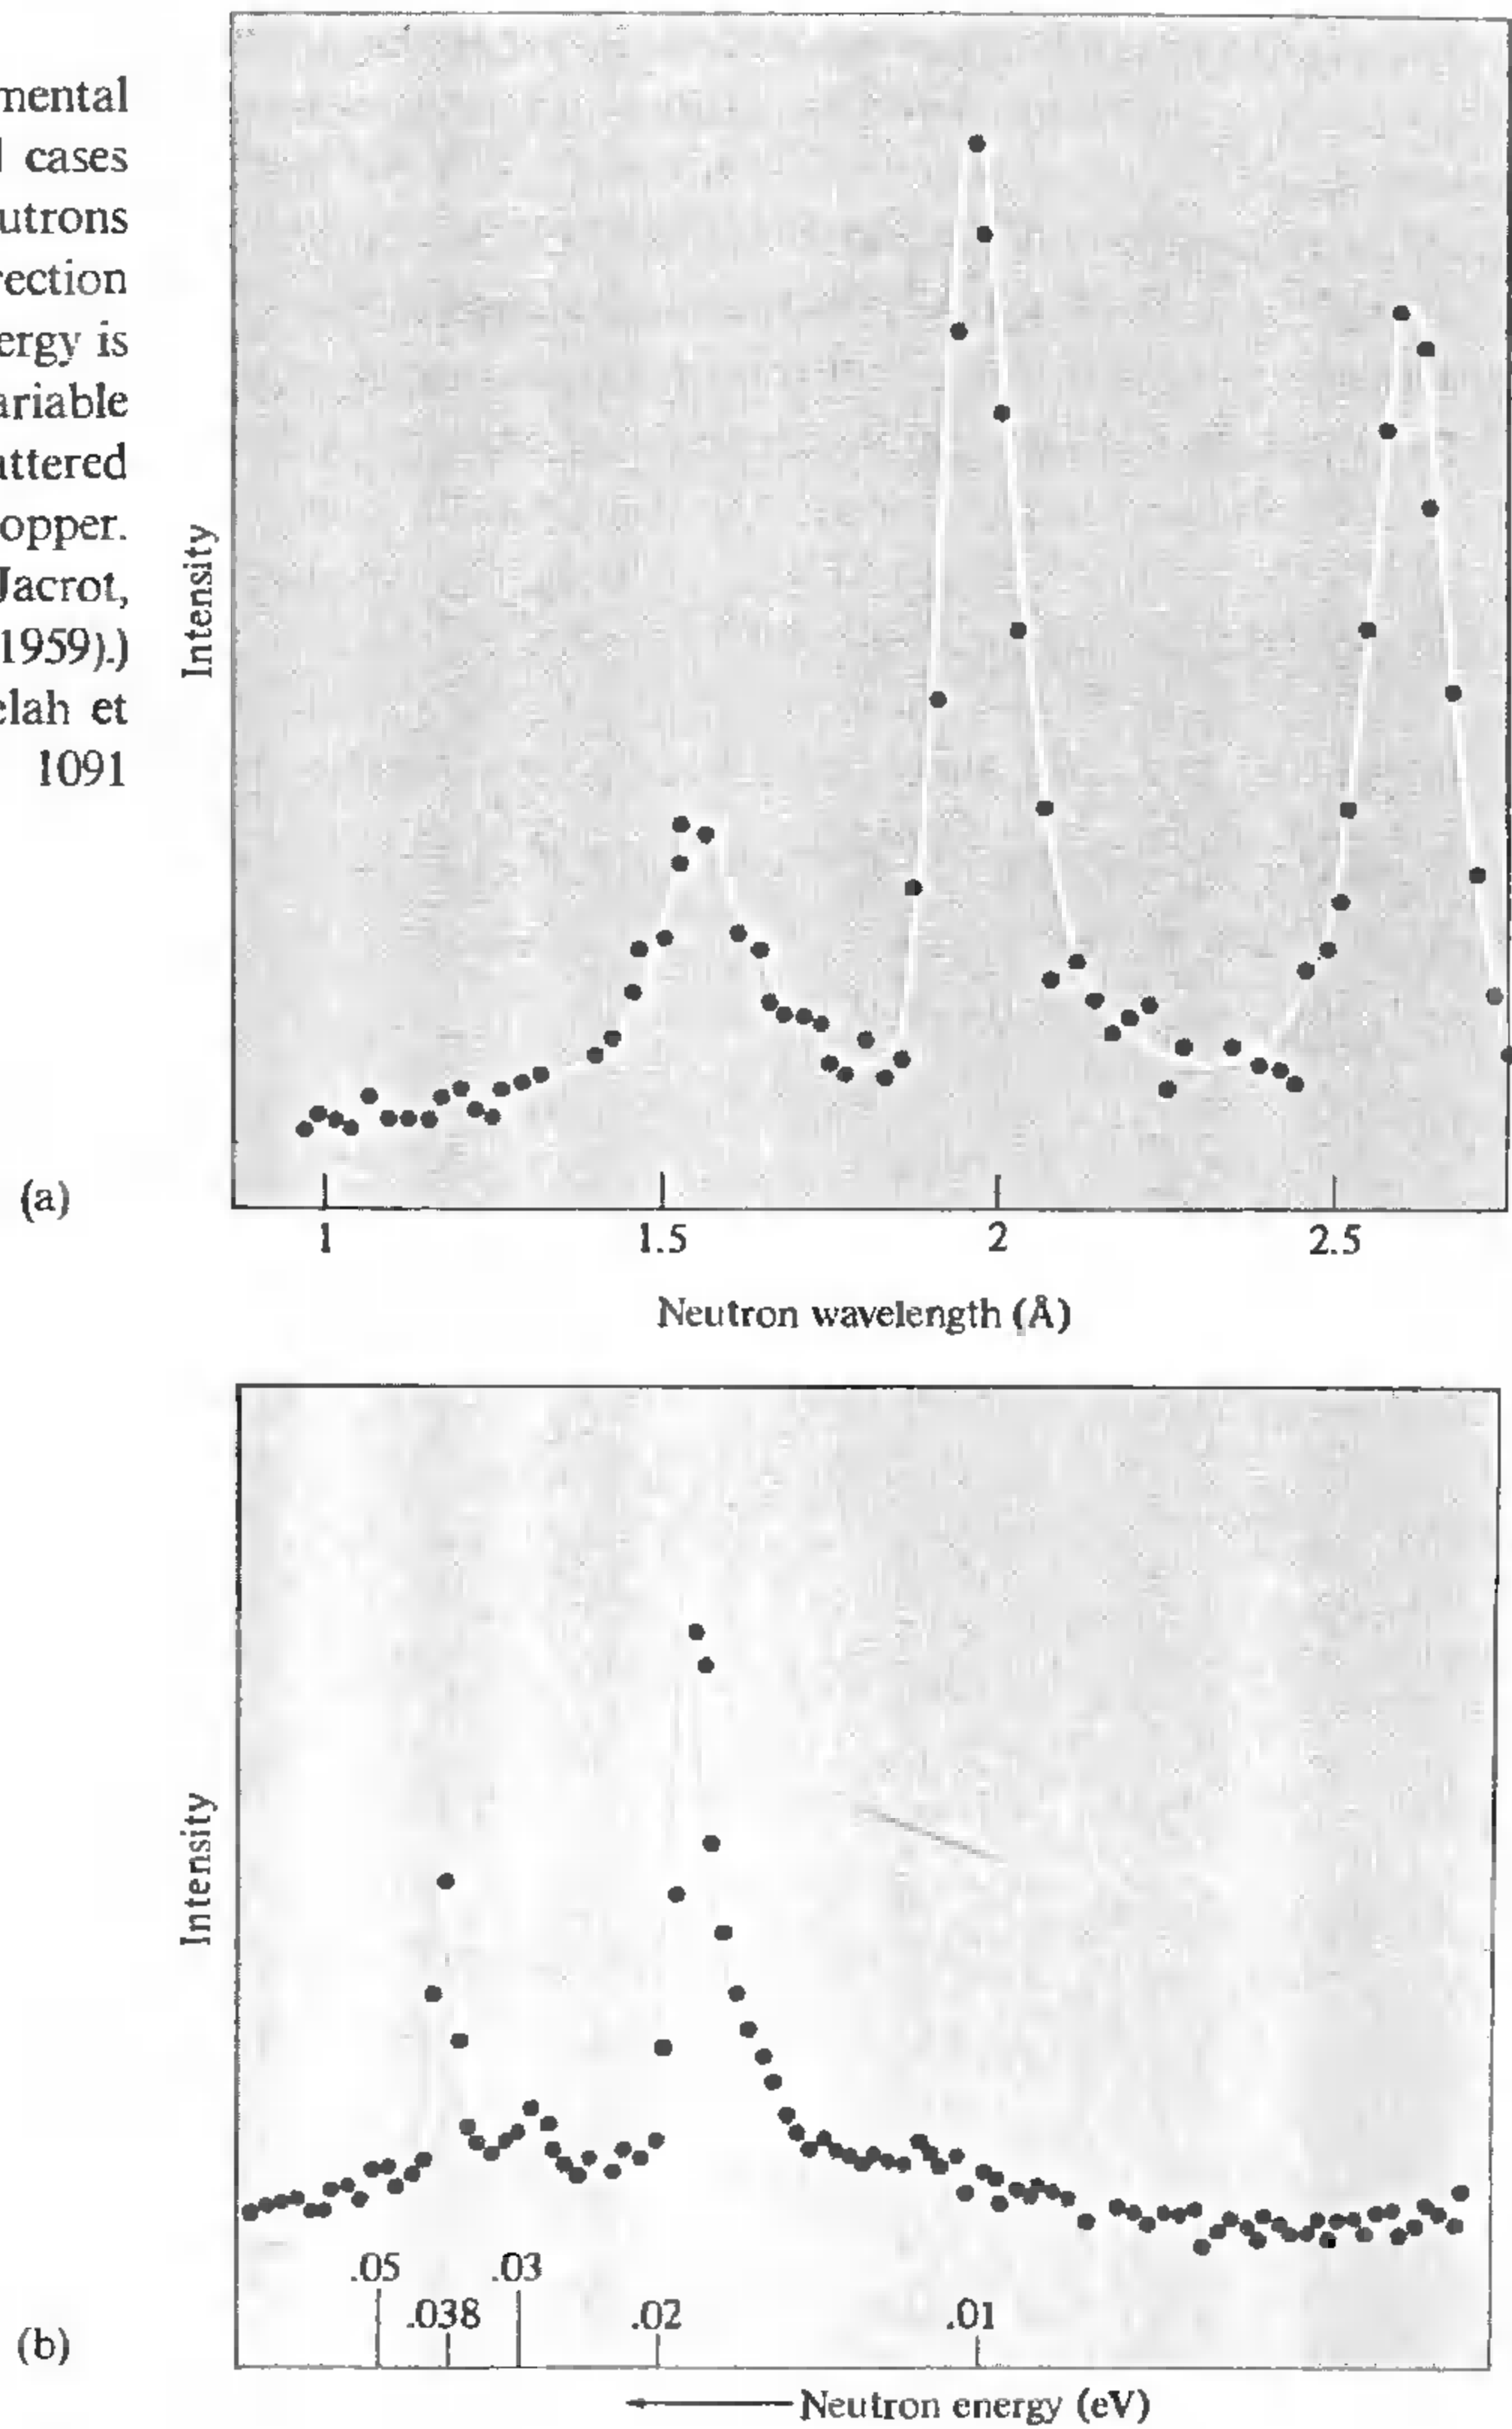 mental
cases
utrons
rection
ergy is
ariable
attered
opper.
Jacrot,
1959).)
elah et
1091
Intensity
(a)
1 1.5 2 2.5
Neutron wavelength (Å)
Intensity
.05 .03
.038 .02 .01
(b)
Neutron energy (eV)